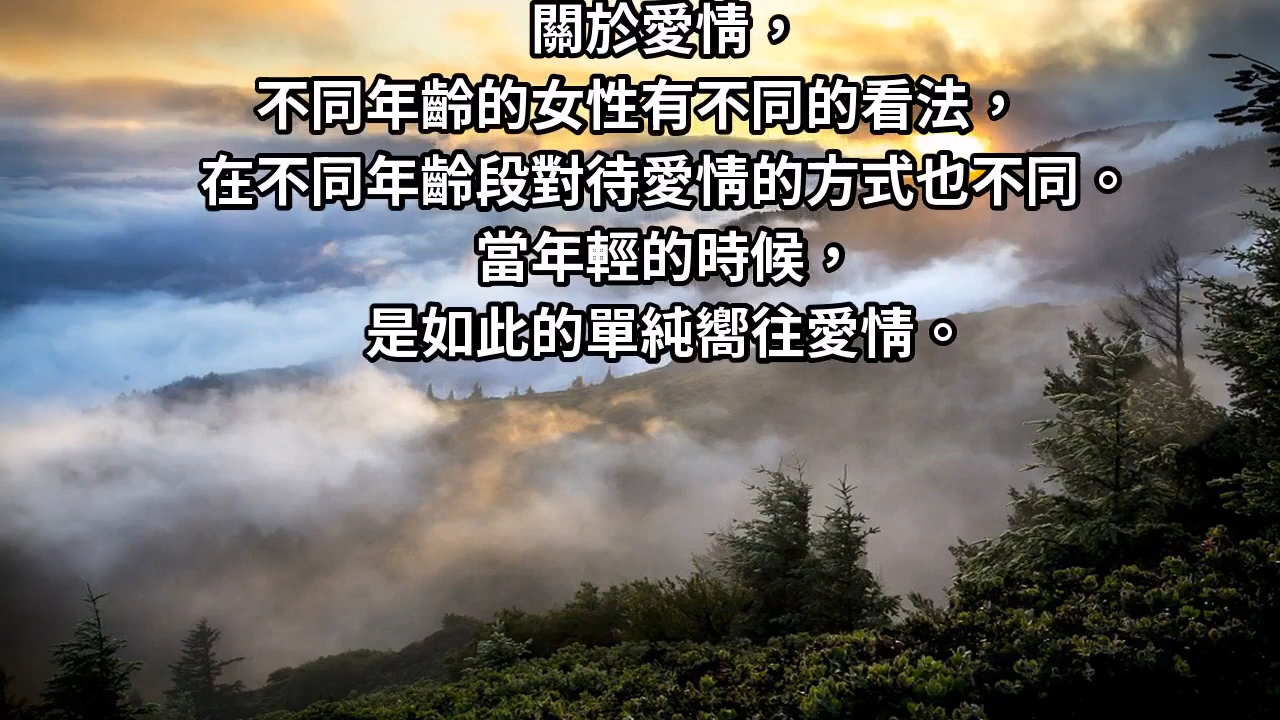 關於愛情，
不同年齡的女性有不同的看法，
在不同年齡段對待愛情的方式也不同。
當年輕的時候，
是如此的單純嚮往愛情。